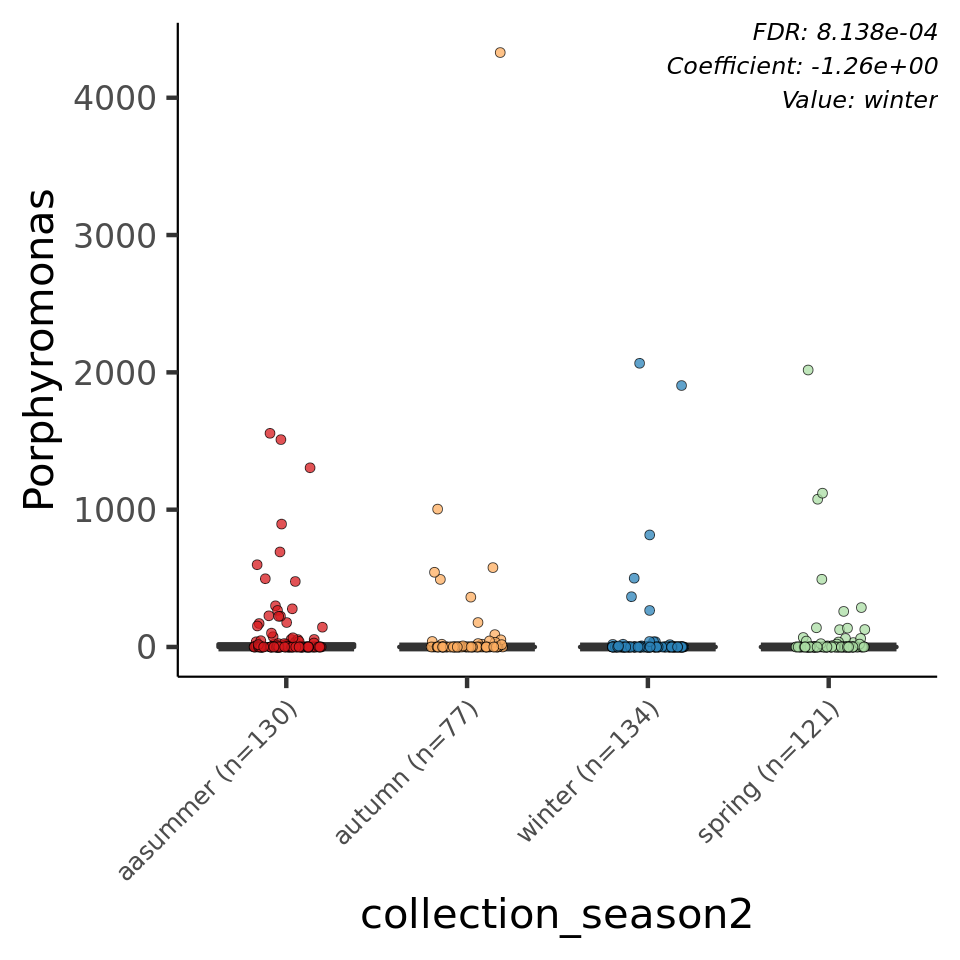 FDR: 8.138e-04
Coefficient: -1.26e+00
Value: winter
Porphyromonas
4000
3000
2000
1000
0
aasummer (n=130)
autumn (n=77)
winter (n=134)
spring (n=121)
collection_season2